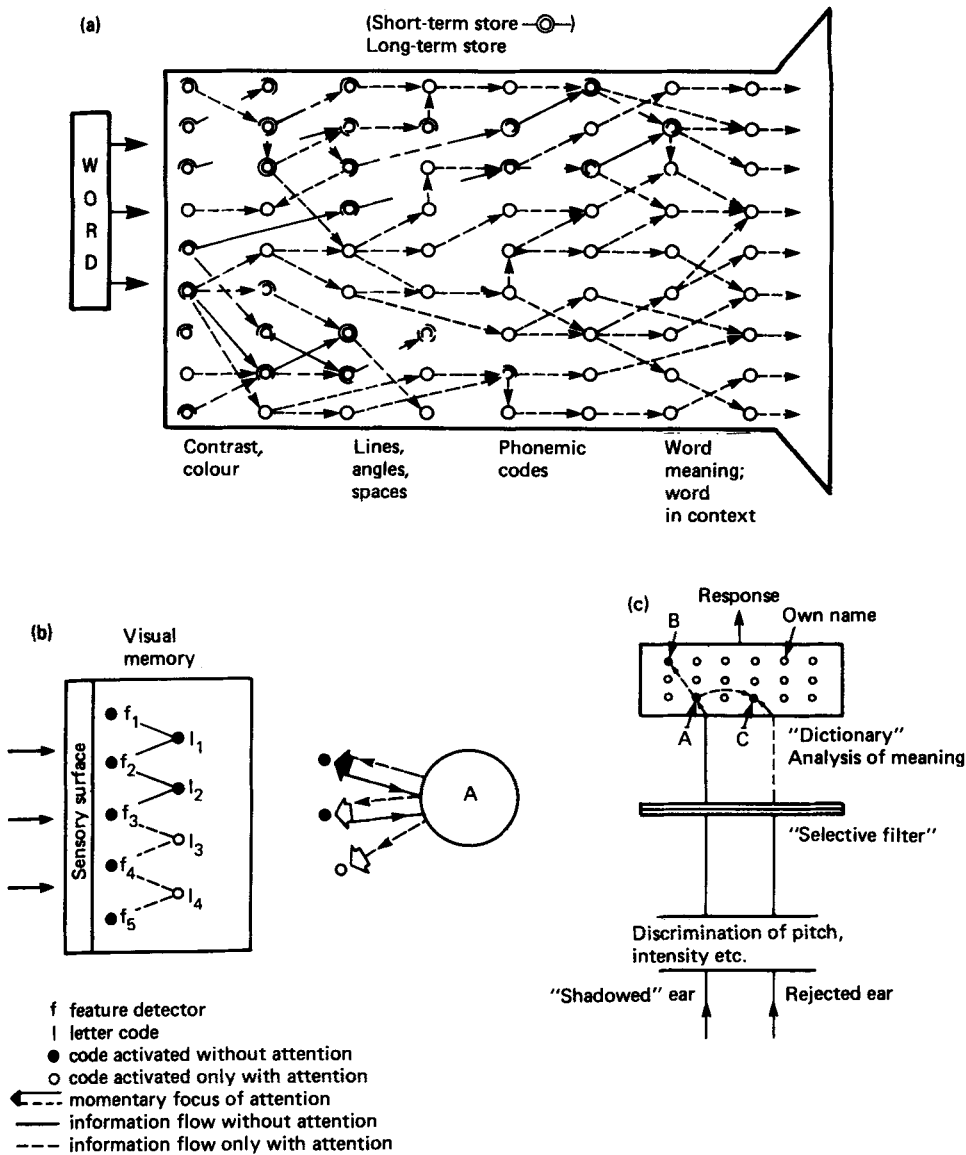 (a)
(Short-term store
)
Long-term store
WORD
Contrast,
colour
Lines,
angles,
spaces
Phonemic
codes
Word
meaning;
word
in context
(b)
Visual
memory
Sensory surface
f1
f2
f3
f4
f5
l1
l2
l3
l4
A
f feature detector
l letter code
code activated without attention
code activated only with attention
momentary focus of attention
information flow without attention
information flow only with attention
(c)
Response
B
Own name
A
C
"Dictionary"
Analysis of meaning
"Selective filter"
Discrimination of pitch,
intensity etc.
"Shadowed" ear
Rejected ear